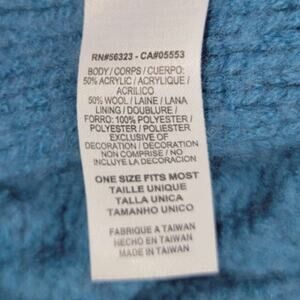 RN#56323 - CA#05553
BODY / CORPS / CUERPO:
50% ACRYLIC / ACRYLIQUE /
ACRILICO
50% WOOL / LAINE / LANA
LINING / DOUBLURE /
FORRO: 100% POLYESTER /
POLYESTER / POLIESTER
EXCLUSIVE OF
DECORATION / DECORATION
NON COMPRISE / NO
INCLUYE LA DECORACION
ONE SIZE FITS MOST
TAILLE UNIQUE
TALLA UNICA
TAMANHO UNICO
FABRIQUE A TAIWAN
HECHO EN TAIWAN
MADE IN TAIWAN